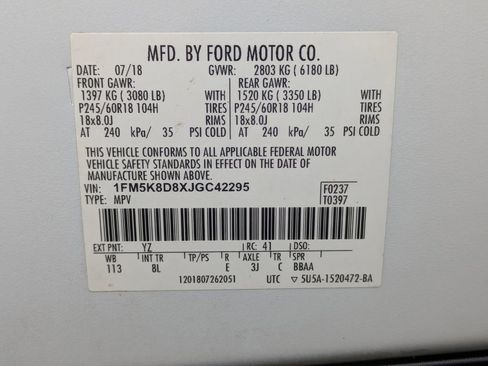 MFD. BY FORD MOTOR CO.
DATE: 07/18 GVWR: 2803 KG ( 6180 LB)
FRONT GAWR: REAR GAWR:
1397 KG ( 3080 LB) WITH 1520 KG ( 3350 LB) WITH
P245/60R18 104H TIRES P245/60R18 104H TIRES
18x8.0J RIMS 18x8.0J RIMS
AT 240 kPa/ 35 PSI COLD AT 240 kPa/ 35 PSI COLD
THIS VEHICLE CONFORMS TO ALL APPLICABLE FEDERAL MOTOR
VEHICLE SAFETY STANDARDS IN EFFECT ON THE DATE OF
MANUFACTURE SHOWN ABOVE.
VIN: 1FM5K8D8XJGC42295 F0237
TYPE: MPV T0397
EXT PNT: YZ RC: 41 DSO:
WB INT TR TP/PS R AXLE TR SPR
113 8L E 3J C BBAA
1201807262051 UTC 5U5A-1520472-BA